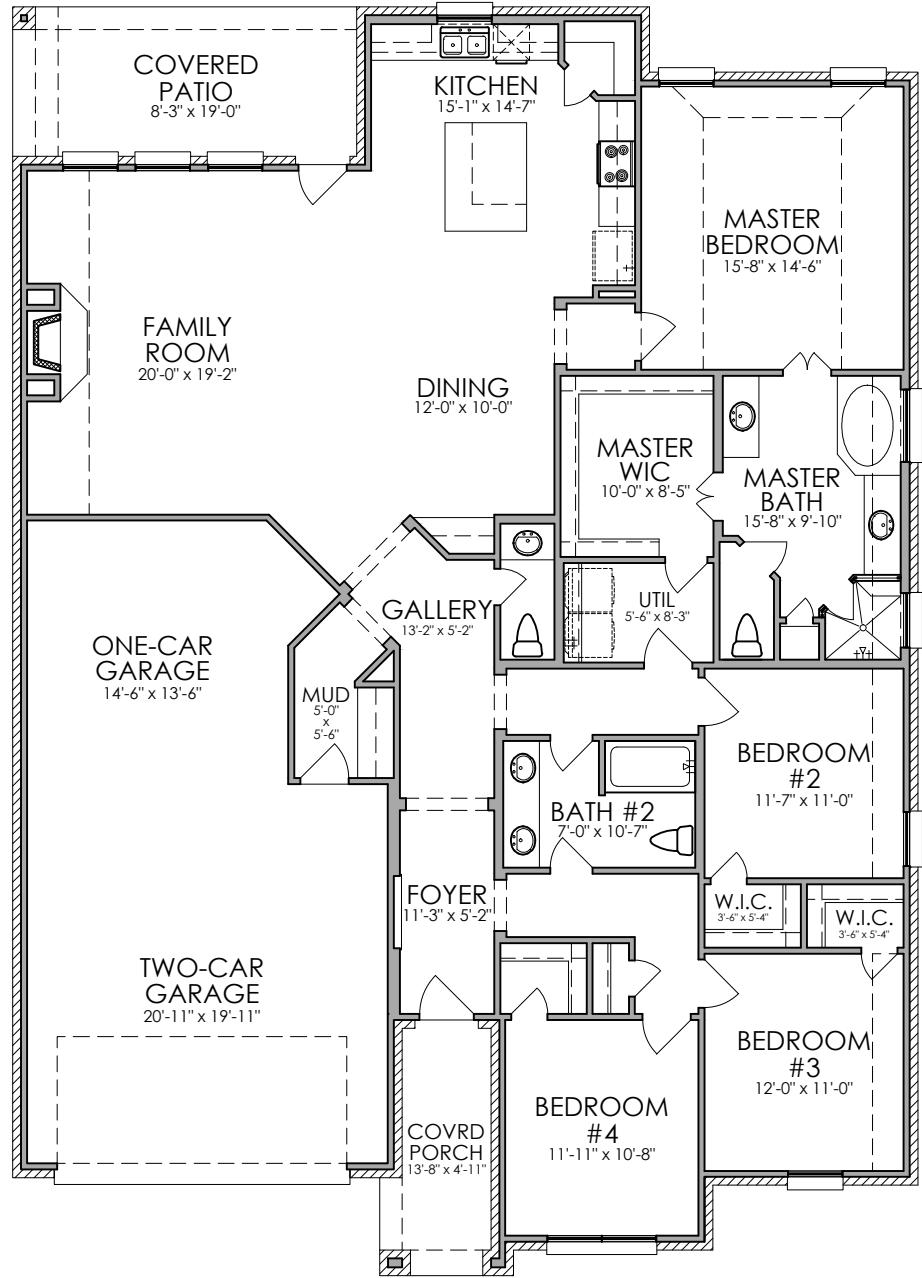 COVERED
PATIO
8'-3" x 19'-0"
KITCHEN
15'-1" x 14'-7"
MASTER
BEDROOM
15'-8" x 14'-6"
FAMILY
ROOM
20'-0" x 19'-2"
DINING
12'-0" x 10'-0"
MASTER
WIC
10'-0" x 8'-5"
MASTER
BATH
15'-8" x 9'-10"
GALLERY
13'-2" x 5'-2"
UTIL
5'-6" x 8'-3"
ONE-CAR
GARAGE
14'-6" x 13'-6"
MUD
5'-0"
x
5'-6"
BEDROOM
#2
11'-7" x 11'-0"
BATH #2
7'-0" x 10'-7"
FOYER
11'-3" x 5'-2"
W.I.C.
3'-6" x 5'-4"
W.I.C.
3'-6" x 5'-4"
TWO-CAR
GARAGE
20'-11" x 19'-11"
BEDROOM
#3
12'-0" x 11'-0"
BEDROOM
#4
11'-11" x 10'-8"
COVRD
PORCH
13'-8" x 4'-11"